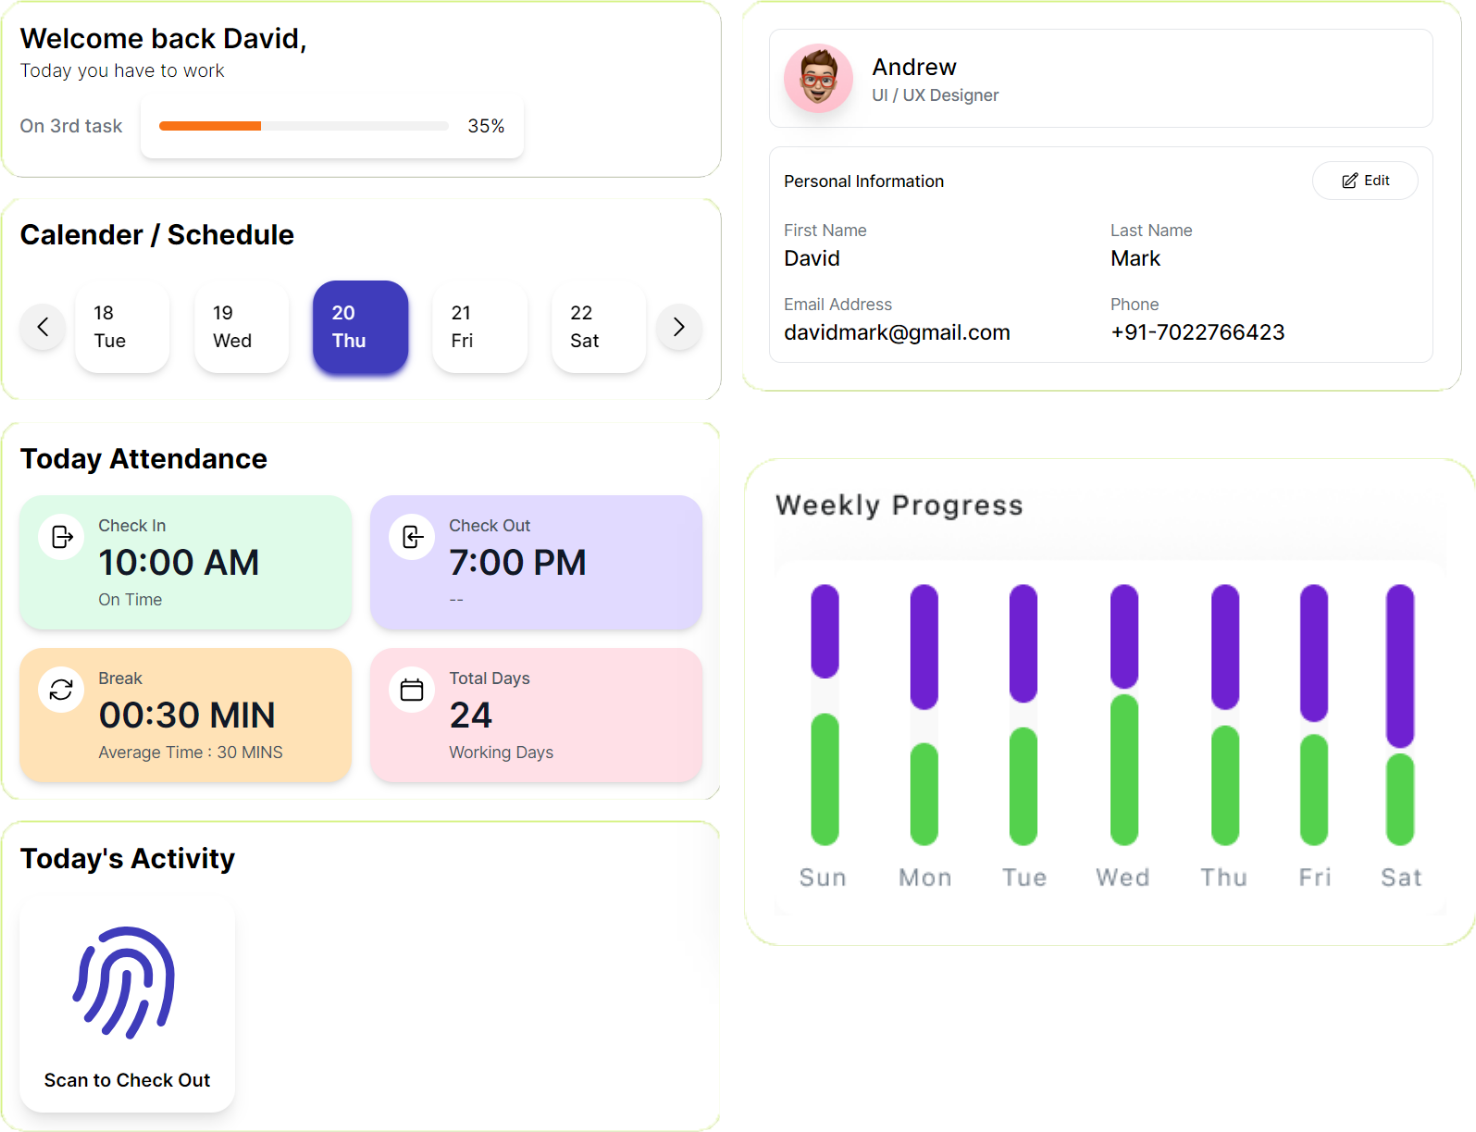 Welcome back David,
Today you have to work
On 3rd task
35%
Calender / Schedule
18
Tue
19
Wed
20
Thu
21
Fri
22
Sat
Today Attendance
Check In
10:00 AM
On Time
Check Out
7:00 PM
--
Break
00:30 MIN
Average Time : 30 MINS
Total Days
24
Working Days
Today's Activity
Scan to Check Out
Andrew
UI / UX Designer
Personal Information
Edit
First Name
David
Last Name
Mark
Email Address
davidmark@gmail.com
Phone
+91-7022766423
Weekly Progress
Sun Mon Tue Wed Thu Fri Sat